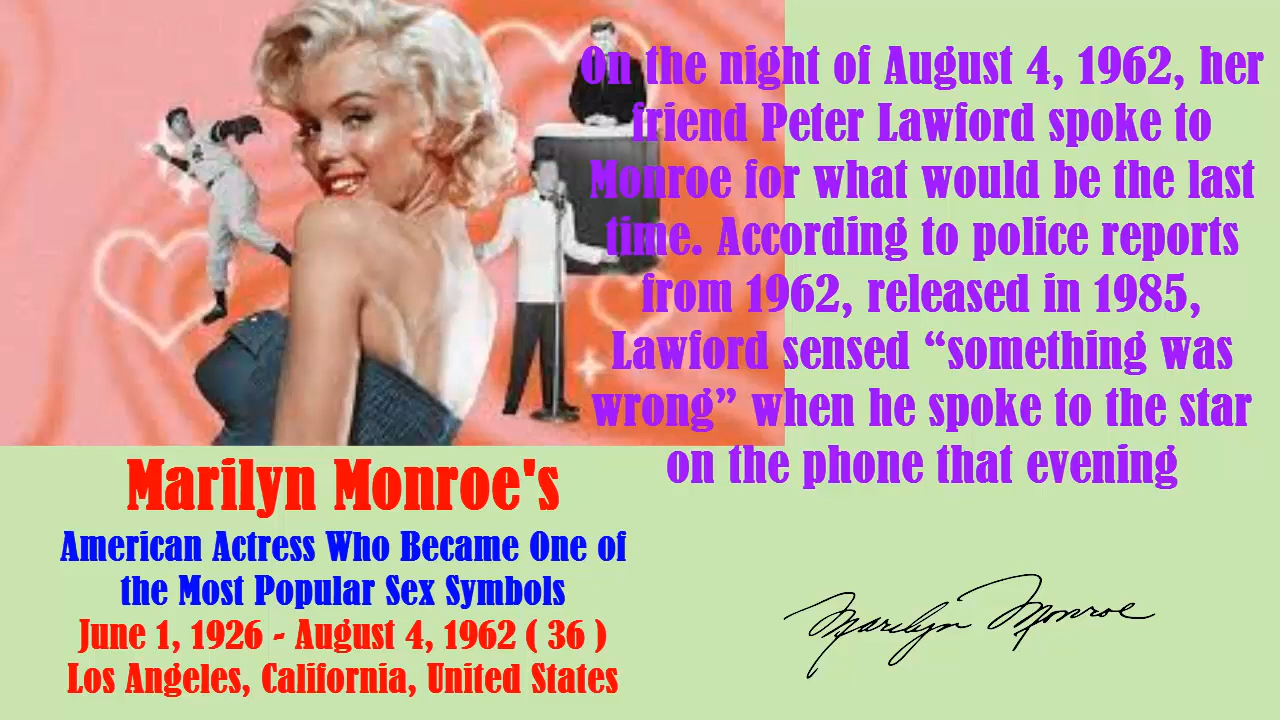 On the night of August 4, 1962, her
friend Peter Lawford spoke to
Monroe for what would be the last
time. According to police reports
from 1962, released in 1985,
Lawford sensed “something was
wrong” when he spoke to the star
on the phone that evening
Marilyn Monroe's
American Actress Who Became One of
the Most Popular Sex Symbols
June 1, 1926 - August 4, 1962 ( 36 )
Los Angeles, California, United States
Marilyn Monroe